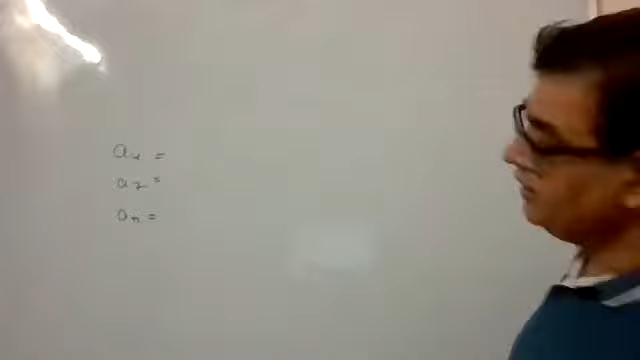 a₁ =
a₂ =
aₙ =